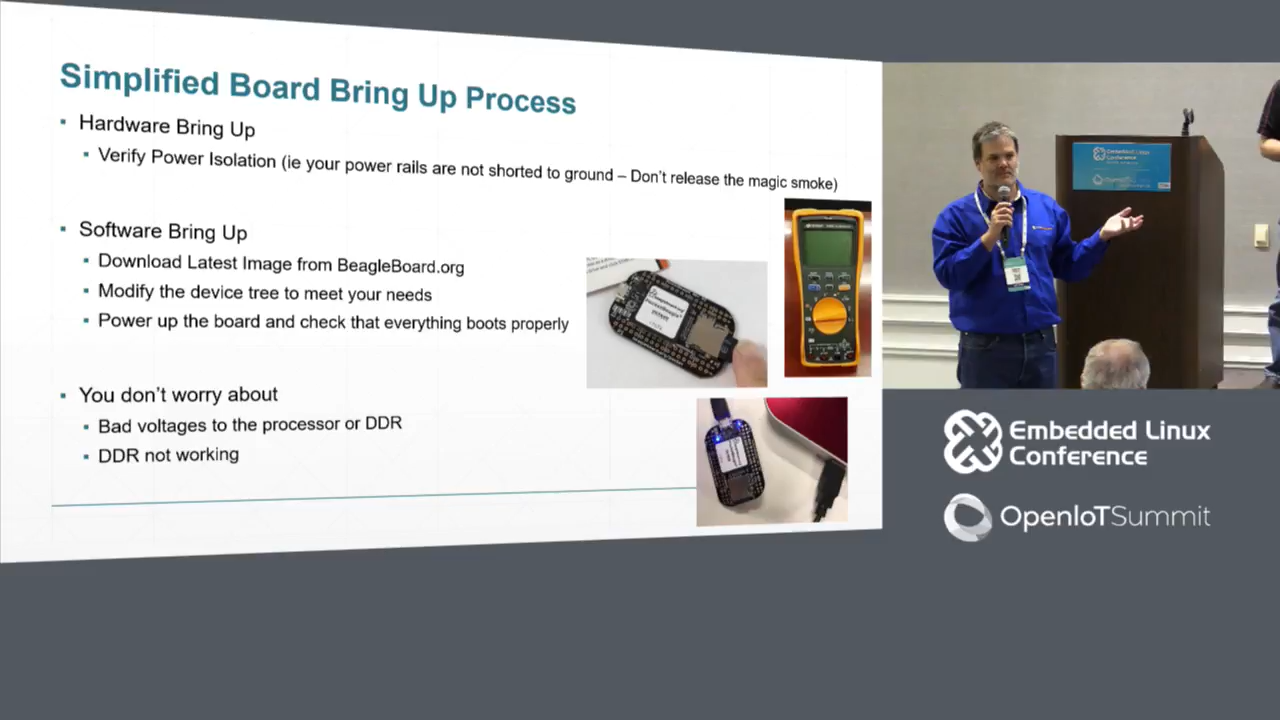 Simplified Board Bring Up Process
Hardware Bring Up
Verify Power Isolation (ie your power rails are not shorted to ground – Don't release the magic smoke)
Software Bring Up
Download Latest Image from BeagleBoard.org
Modify the device tree to meet your needs
Power up the board and check that everything boots properly
You don't worry about
Bad voltages to the processor or DDR
DDR not working
Embedded Linux
Conference
Embedded Linux
Conference
OpenIoTSummit